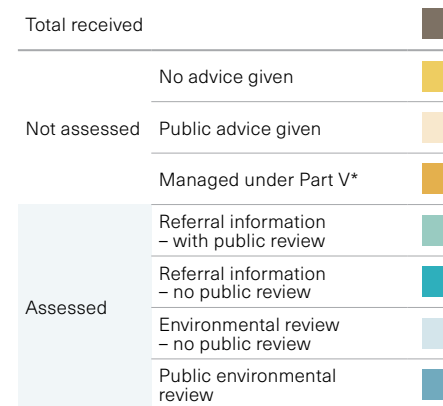 Total received
No advice given
Not assessed
Public advice given
Managed under Part V*
Referral information
– with public review
Referral information
– no public review
Assessed
Environmental review
– no public review
Public environmental
review